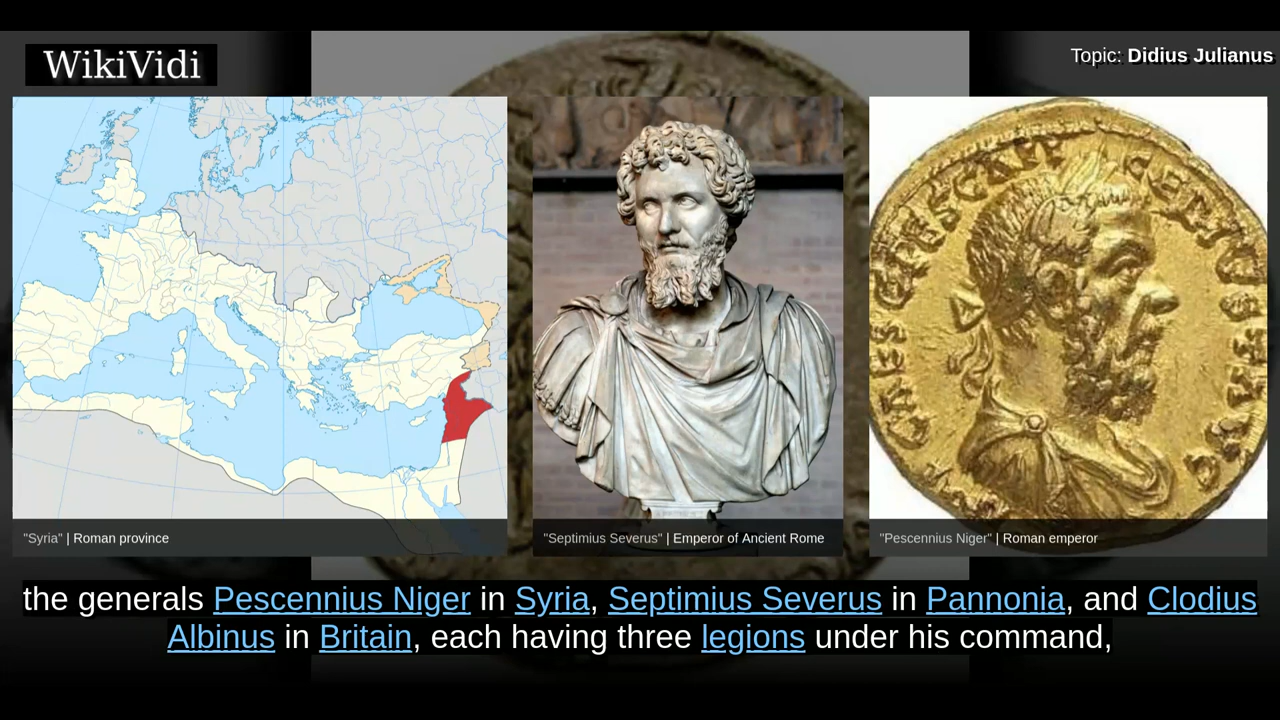 WikiVidi
Topic: Didius Julianus
"Syria" | Roman province
"Septimius Severus" | Emperor of Ancient Rome
"Pescennius Niger" | Roman emperor
the generals Pescennius Niger in Syria, Septimius Severus in Pannonia, and Clodius
Albinus in Britain, each having three legions under his command,